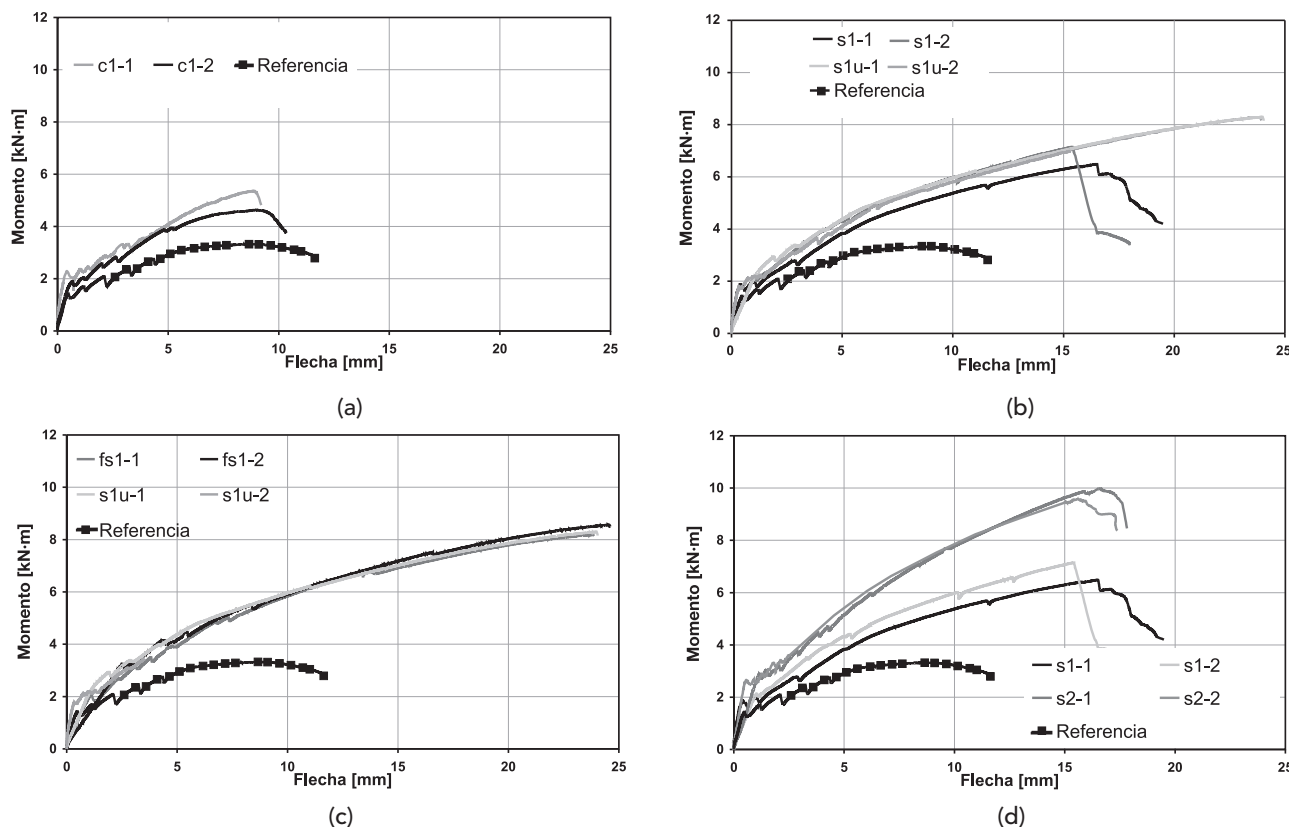 12
10
8
6
4
2
0
Momento [kN·m]
c1-1 c1-2 Referencia
0 5 10 15 20 25
Flecha [mm]
(a)
12
10
8
6
4
2
0
Momento [kN·m]
s1-1 s1-2
s1u-1 s1u-2
Referencia
0 5 10 15 20 25
Flecha [mm]
(b)
12
10
8
6
4
2
0
Momento [kN·m]
fs1-1 fs1-2
s1u-1 s1u-2
Referencia
0 5 10 15 20 25
Flecha [mm]
(c)
12
10
8
6
4
2
0
Momento [kN·m]
s1-1 s1-2
s2-1 s2-2
Referencia
0 5 10 15 20 25
Flecha [mm]
(d)